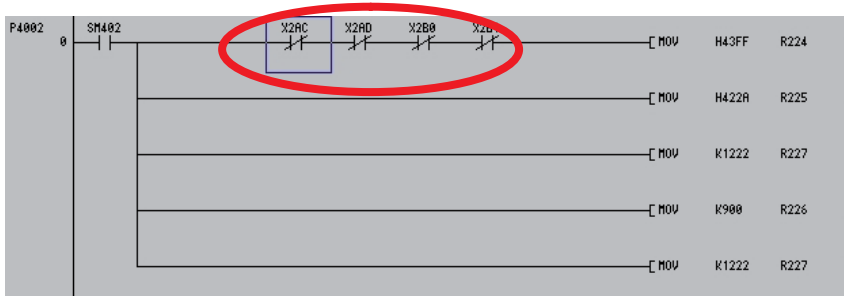 P4002 SM402 X2AC X2AD X2B0
0 MOV H43FF R224
MOV H422A R225
MOV K1222 R227
MOV K900 R226
MOV K1222 R227